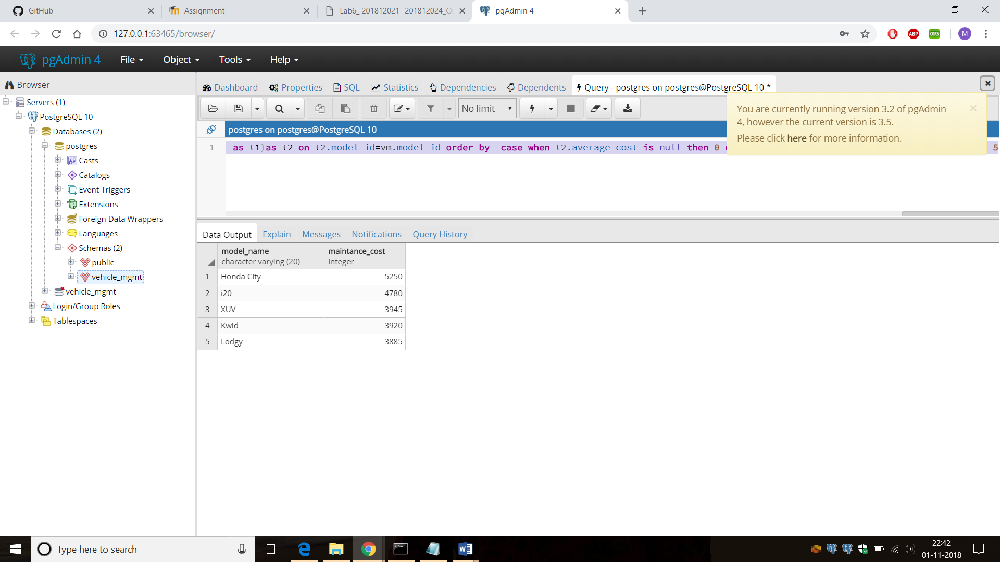 GitHub
Assignment
Lab6_ 201812021- 201812024_Q
pgAdmin 4
127.0.0.1:63465/browser/
ABP
CORS
M
pgAdmin 4
File
Object
Tools
Help
Browser
Dashboard
Properties
SQL
Statistics
Dependencies
Dependents
Query - postgres on postgres@PostgreSQL 10 *
Servers (1)
PostgreSQL 10
Databases (2)
postgres
Casts
Catalogs
Event Triggers
Extensions
Foreign Data Wrappers
Languages
Schemas (2)
public
vehicle_mgmt
vehicle_mgmt
Login/Group Roles
Tablespaces
No limit
You are currently running version 3.2 of pgAdmin
4, however the current version is 3.5.
Please click here for more information.
postgres on postgres@PostgreSQL 10
1 as t1)as t2 on t2.model_id=vm.model_id order by  case when t2.average_cost is null then 0 5
Data Output
Explain
Messages
Notifications
Query History
model_name maintance_cost
character varying (20) integer
1 Honda City 5250
2 i20 4780
3 XUV 3945
4 Kwid 3920
5 Lodgy 3885
Type here to search
22:42
01-11-2018